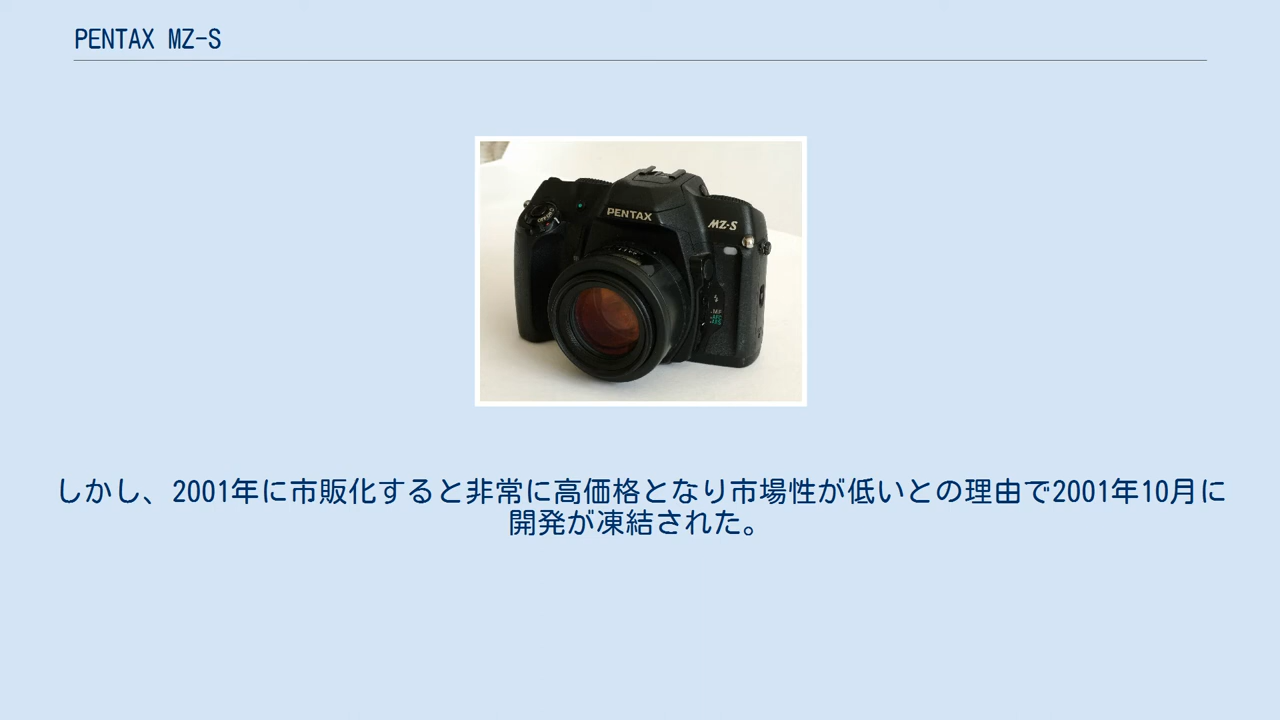 PENTAX MZ-S
PENTAX
MZ-S
しかし、2001年に市販化すると非常に高価格となり市場性が低いとの理由で2001年10月に
開発が凍結された。